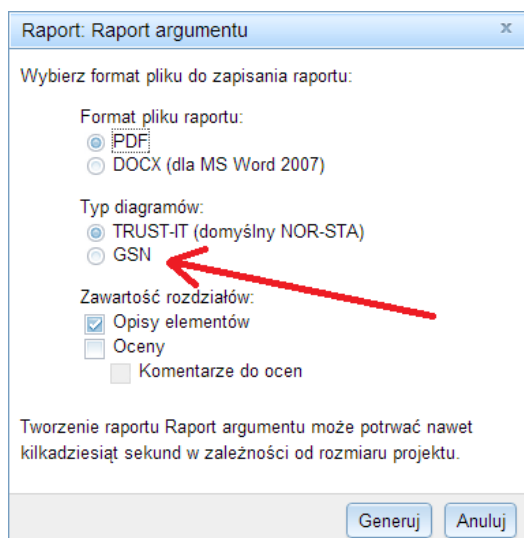 Raport: Raport argumentu x
Wybierz format pliku do zapisania raportu:
Format pliku raportu:
PDF
DOCX (dla MS Word 2007)
Typ diagramów:
TRUST-IT (domyślny NOR-STA)
GSN
Zawartość rozdziałów:
Opisy elementów
Oceny
Komentarze do ocen
Tworzenie raportu Raport argumentu może potrwać nawet
kilkadziesiąt sekund w zależności od rozmiaru projektu.
Generuj Anuluj